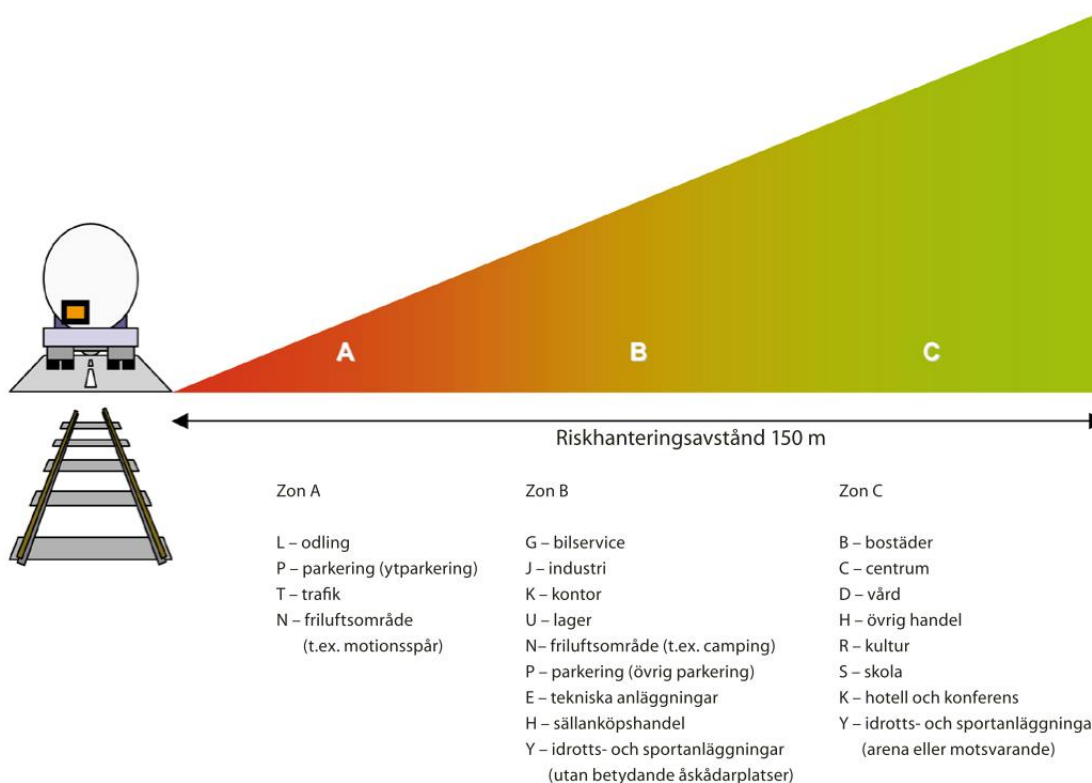 A
B
C
Riskhanteringsavstånd 150 m
Zon A
L – odling
P – parkering (ytparkering)
T – trafik
N – friluftsområde
(t.ex. motionsspår)
Zon B
G – bilservice
J – industri
K – kontor
U – lager
N– friluftsområde (t.ex. camping)
P – parkering (övrig parkering)
E – tekniska anläggningar
H – sällanköpshandel
Y – idrotts- och sportanläggningar
(utan betydande åskådarplatser)
Zon C
B – bostäder
C – centrum
D – vård
H – övrig handel
R – kultur
S – skola
K – hotell och konferens
Y – idrotts- och sportanläggninga
(arena eller motsvarande)